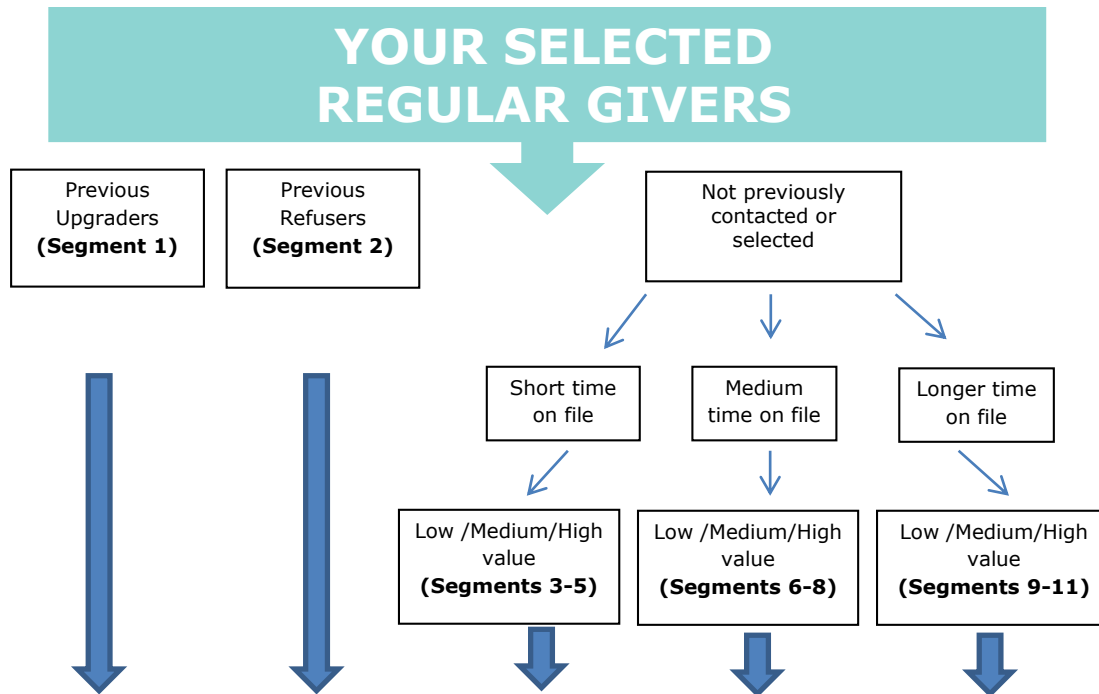 YOUR SELECTED
REGULAR GIVERS
Previous
Upgraders
(Segment 1)
Previous
Refusers
(Segment 2)
Not previously
contacted or
selected
Short time
on file
Medium
time on file
Longer time
on file
Low /Medium/High
value
(Segments 3-5)
Low /Medium/High
value
(Segments 6-8)
Low /Medium/High
value
(Segments 9-11)